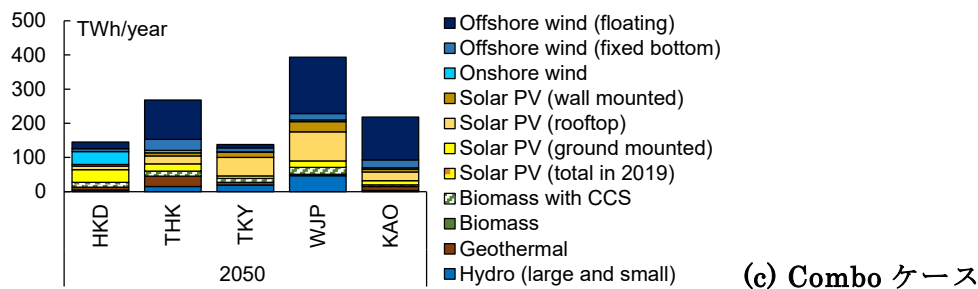 TWh/year
500
400
300
200
100
0
HKD
THK
TKY
WJP
KAO
2050
Offshore wind (floating)
Offshore wind (fixed bottom)
Onshore wind
Solar PV (wall mounted)
Solar PV (rooftop)
Solar PV (ground mounted)
Solar PV (total in 2019)
Biomass with CCS
Biomass
Geothermal
Hydro (large and small)
(c) Combo ケース